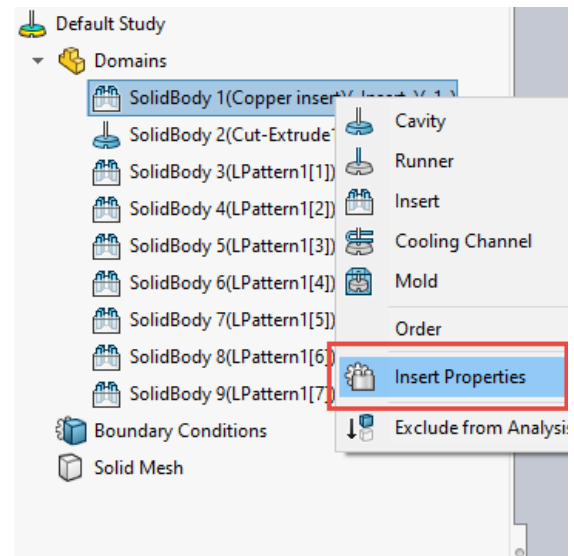 Default Study
Domains
SolidBody 1(Copper insert)(
SolidBody 2(Cut-Extrude1
SolidBody 3(LPattern1[1])
SolidBody 4(LPattern1[2])
SolidBody 5(LPattern1[3])
SolidBody 6(LPattern1[4])
SolidBody 7(LPattern1[5])
SolidBody 8(LPattern1[6])
SolidBody 9(LPattern1[7])
Boundary Conditions
Solid Mesh
Cavity
Runner
Insert
Cooling Channel
Mold
Order
Insert Properties
Exclude from Analysis